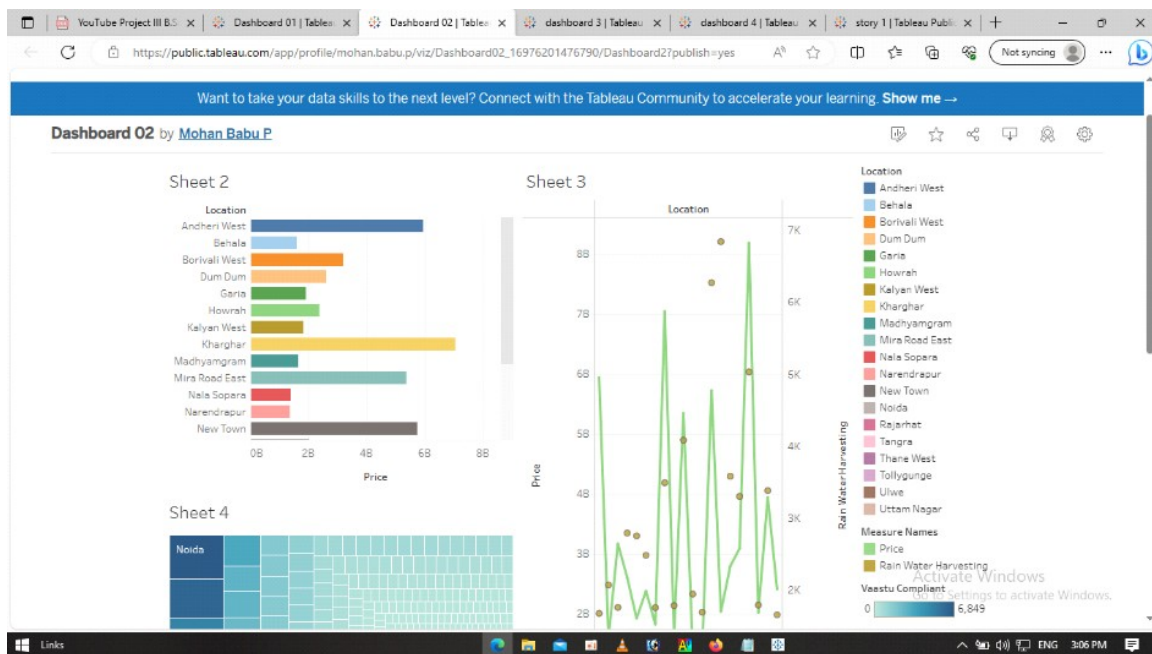 YouTube Project III B.S
Dashboard 01 | Tablea
Dashboard 02 | Tablea
dashboard 3 | Tableau
dashboard 4 | Tableau
story 1 | Tableau Public
https://public.tableau.com/app/profile/mohan.babu.p/viz/Dashboard02_16976201476790/Dashboard2?publish=yes
Not syncing
Want to take your data skills to the next level? Connect with the Tableau Community to accelerate your learning. Show me →
Dashboard 02 by Mohan Babu P
Sheet 2
Location
Andheri West
Behala
Borivali West
Dum Dum
Garia
Howrah
Kalyan West
Kharghar
Madhyamgram
Mira Road East
Nala Sopara
Narendrapur
New Town
0B 2B 4B 6B 8B
Price
Sheet 3
Location
8B
7B
6B
5B
4B
3B
2B
Price
7K
6K
5K
4K
3K
2K
Rain Water Harvesting
Sheet 4
Noida
Location
Andheri West
Behala
Borivali West
Dum Dum
Garia
Howrah
Kalyan West
Kharghar
Madhyamgram
Mira Road East
Nala Sopara
Narendrapur
New Town
Noida
Rajarhat
Tangra
Thane West
Tollygunge
Ulwe
Uttam Nagar
Measure Names
Price
Rain Water Harvesting
Activate Windows
Go to Settings to activate Windows.
Vaastu Compliant
0 6,849
Links
ENG 3:06 PM